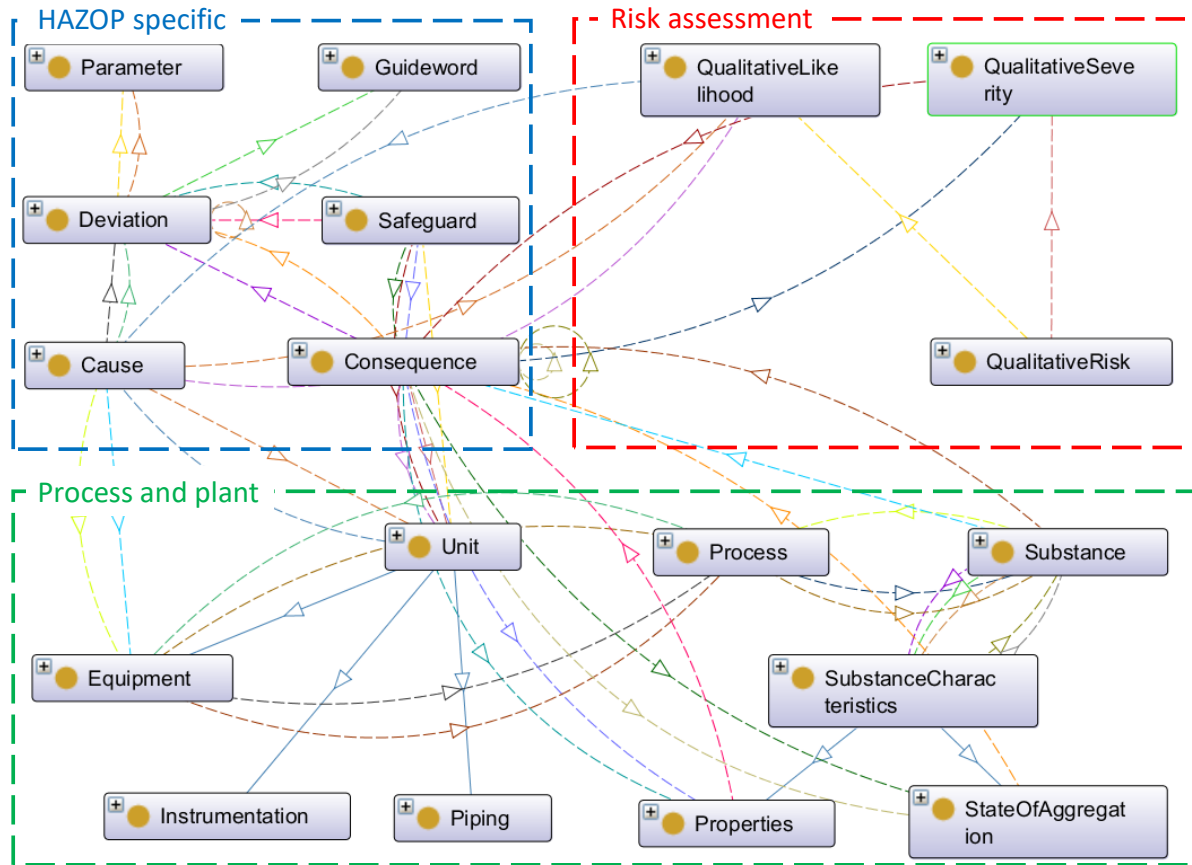 HAZOP specific
Risk assessment
Parameter
Guideword
QualitativeLike
lihood
QualitativeSeve
rity
Deviation
Safeguard
Cause
Consequence
QualitativeRisk
Process and plant
Unit
Process
Substance
Equipment
SubstanceCharac
teristics
Instrumentation
Piping
Properties
StateOfAggregat
ion